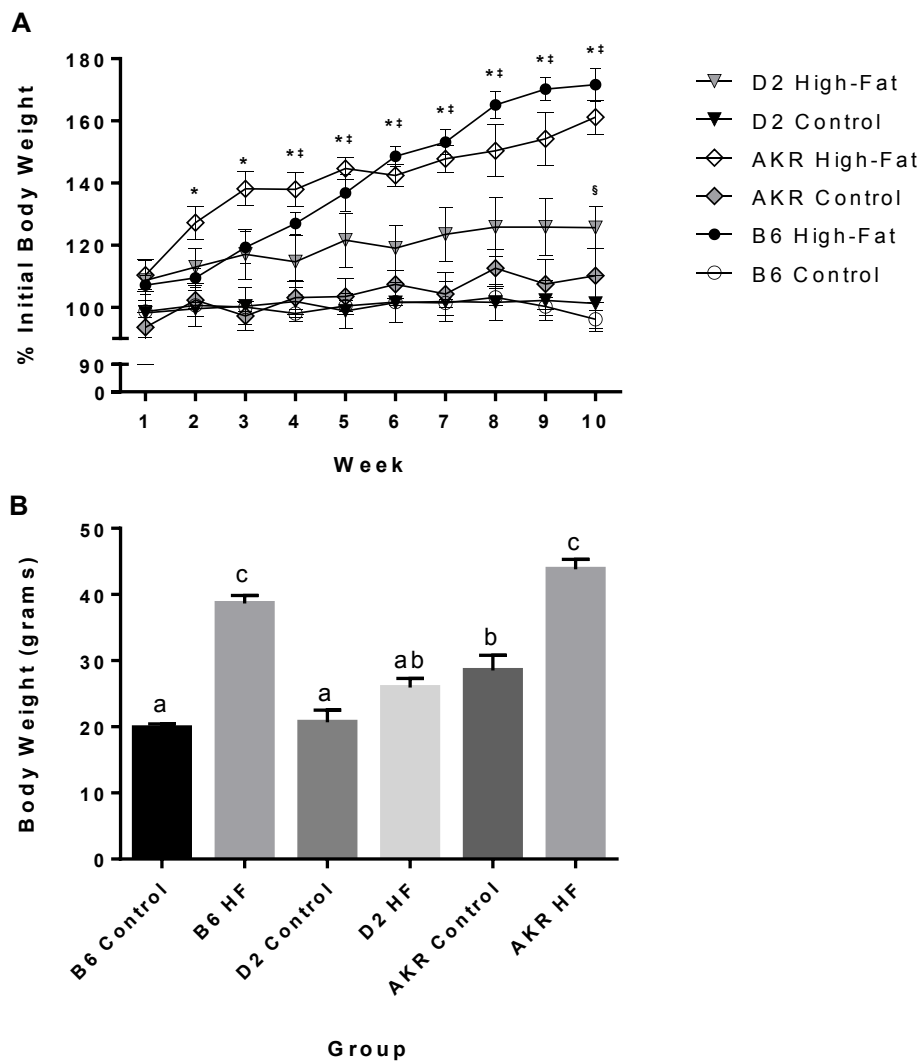 A
% Initial Body Weight
180
160
140
120
100
90
0
* ‡
* ‡
* ‡
* ‡
* ‡
* ‡
* ‡
*
*
§
1 2 3 4 5 6 7 8 9 10
Week
D2 High-Fat
D2 Control
AKR High-Fat
AKR Control
B6 High-Fat
B6 Control
B
Body Weight (grams)
50
40
30
20
10
0
a
c
a
ab
b
c
B6 Control
B6 HF
D2 Control
D2 HF
AKR Control
AKR HF
Group